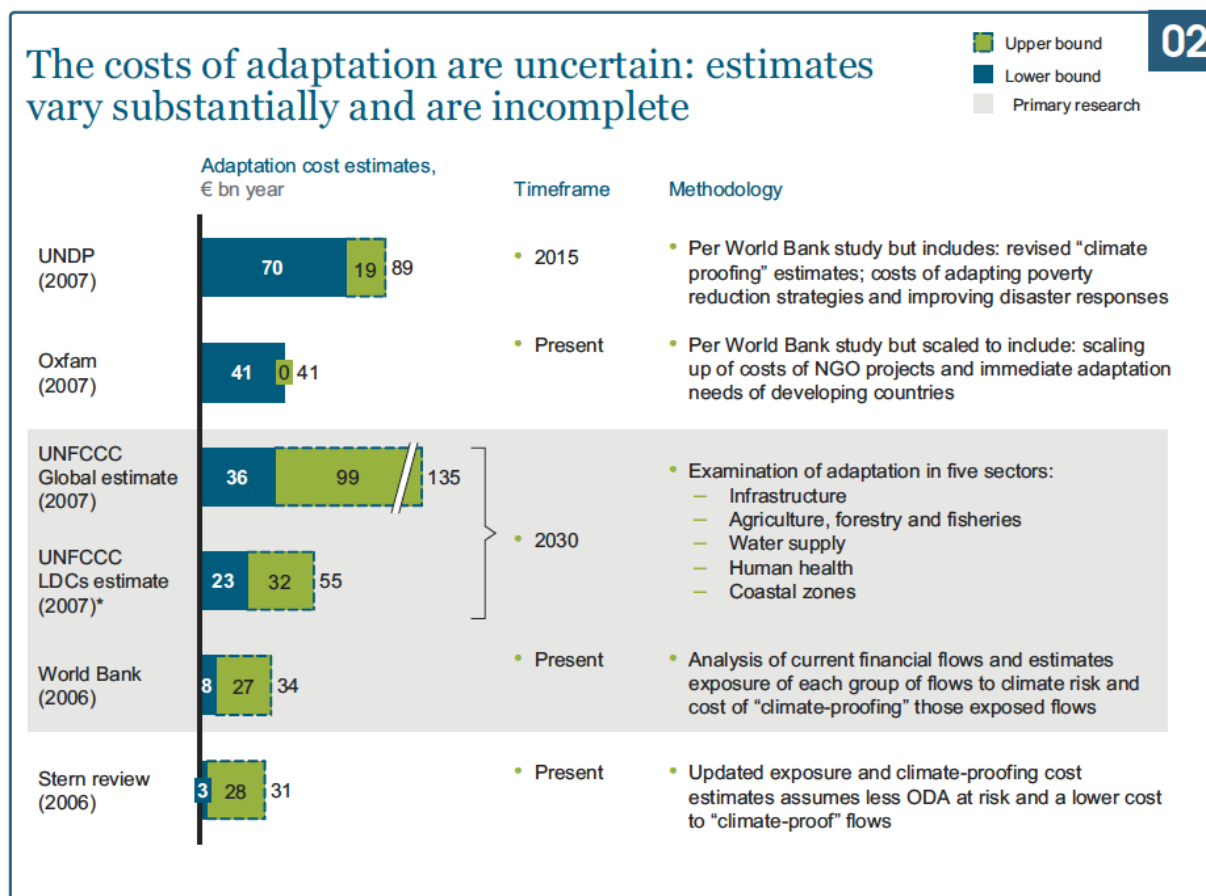 02
The costs of adaptation are uncertain: estimates
vary substantially and are incomplete
Upper bound
Lower bound
Primary research
Adaptation cost estimates,
€ bn year
Timeframe
Methodology
UNDP
(2007)
70
19
89
• 2015
• Per World Bank study but includes: revised “climate
proofing” estimates; costs of adapting poverty
reduction strategies and improving disaster responses
Oxfam
(2007)
41
0
41
• Present
• Per World Bank study but scaled to include: scaling
up of costs of NGO projects and immediate adaptation
needs of developing countries
UNFCCC
Global estimate
(2007)
36
99
135
UNFCCC
LDCs estimate
(2007)*
23
32
55
• 2030
• Examination of adaptation in five sectors:
– Infrastructure
– Agriculture, forestry and fisheries
– Water supply
– Human health
– Coastal zones
World Bank
(2006)
8
27
34
• Present
• Analysis of current financial flows and estimates
exposure of each group of flows to climate risk and
cost of “climate-proofing” those exposed flows
Stern review
(2006)
3
28
31
• Present
• Updated exposure and climate-proofing cost
estimates assumes less ODA at risk and a lower cost
to “climate-proof” flows